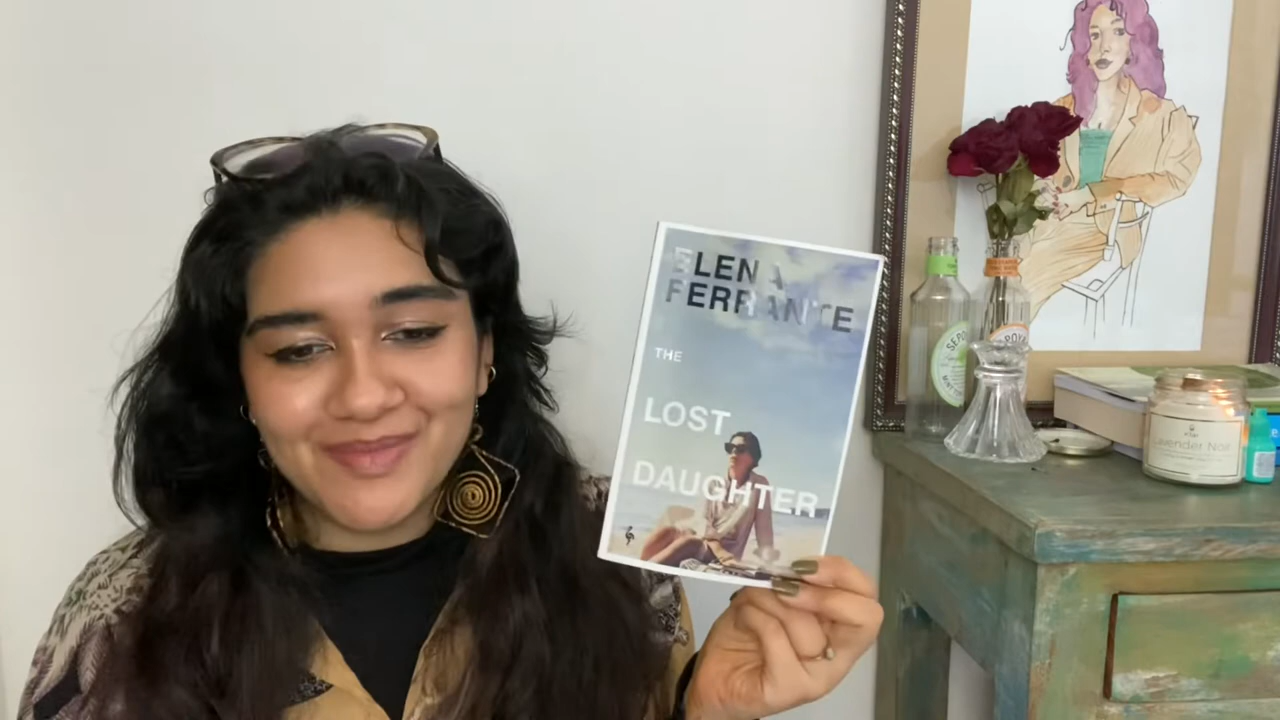 ELENA
FERRANTE
THE
LOST
DAUGHTER
Lavender Noir